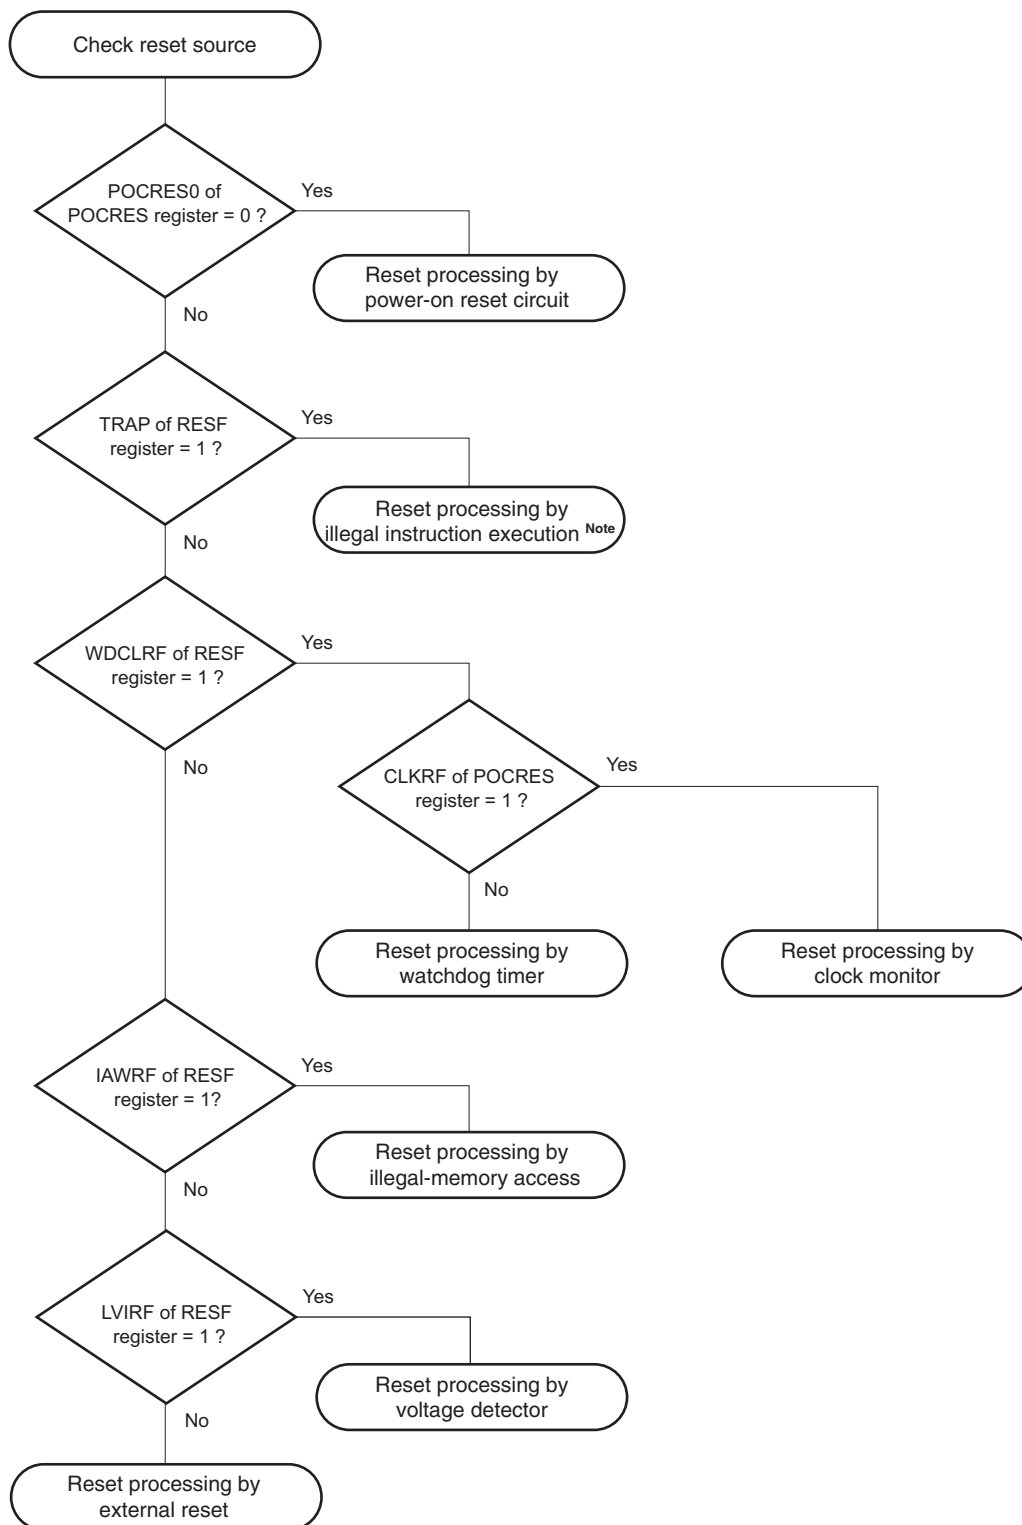 Check reset source
POCRES0 of
POCRES register = 0 ?
Yes
Reset processing by
power-on reset circuit
No
TRAP of RESF
register = 1 ?
Yes
Reset processing by
illegal instruction execution Note
No
WDCLRF of RESF
register = 1 ?
Yes
CLKRF of POCRES
register = 1 ?
Yes
No
No
Reset processing by
watchdog timer
Reset processing by
clock monitor
IAWRF of RESF
register = 1?
Yes
Reset processing by
illegal-memory access
No
LVIRF of RESF
register = 1 ?
Yes
Reset processing by
voltage detector
No
Reset processing by
external reset